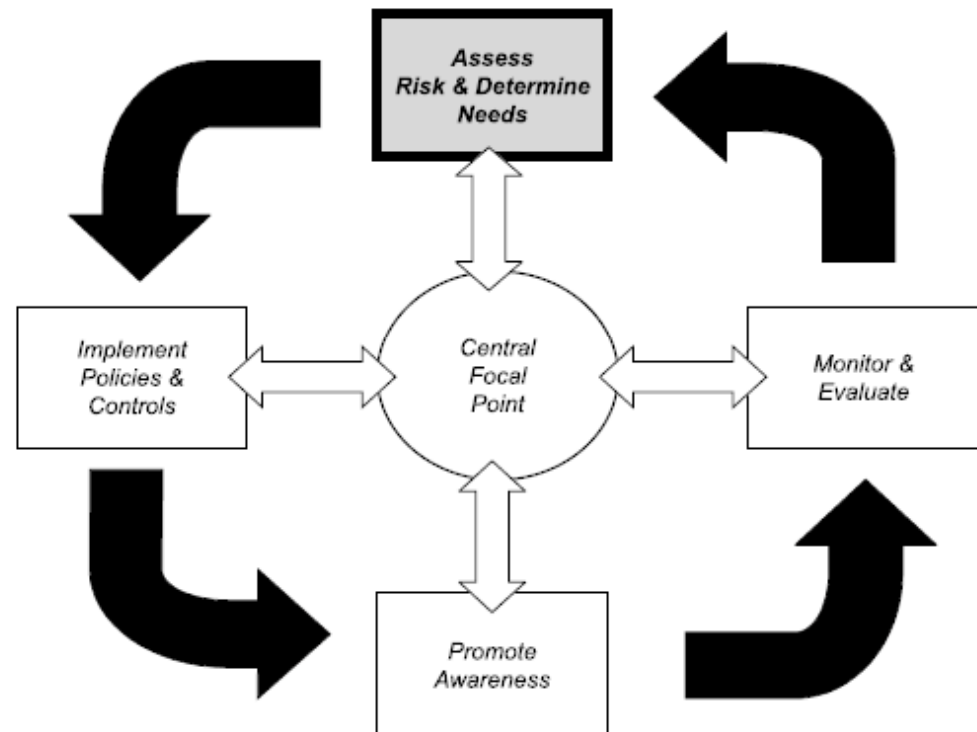 Assess
Risk & Determine
Needs
Implement
Policies &
Controls
Central
Focal
Point
Monitor &
Evaluate
Promote
Awareness